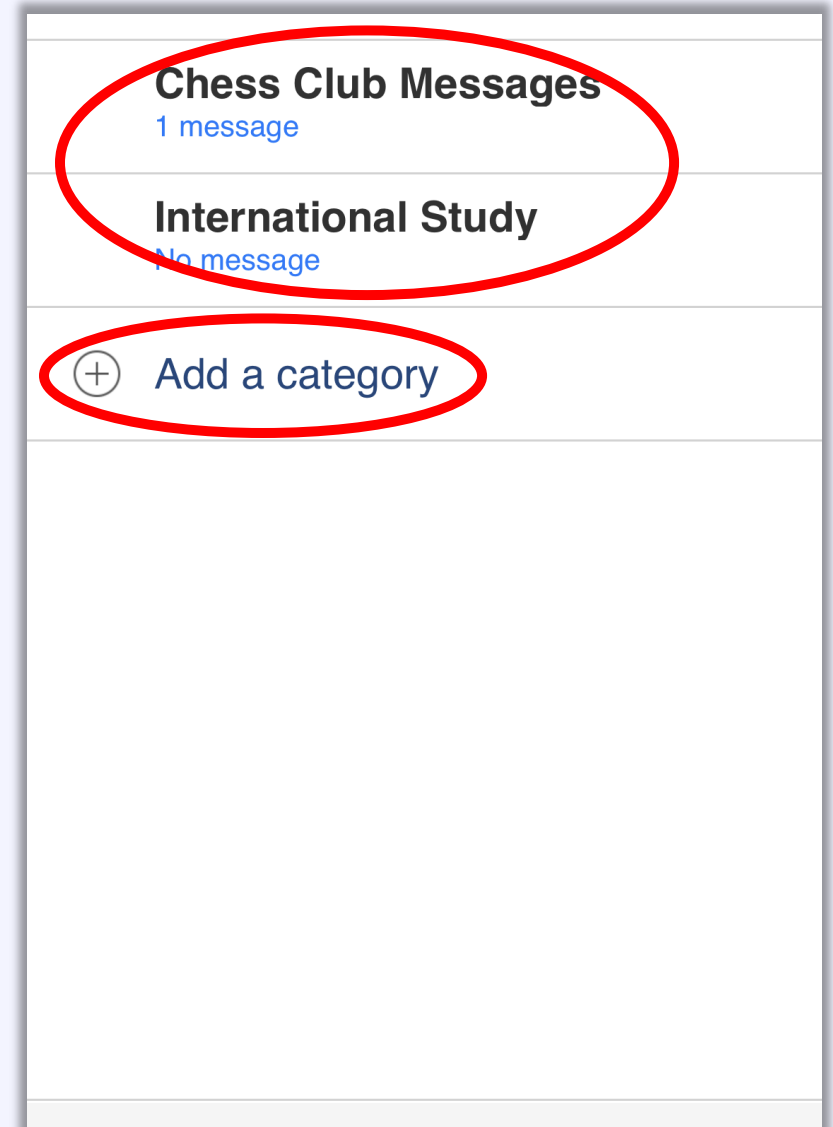 Chess Club Messages
1 message
International Study
No message
Add a category